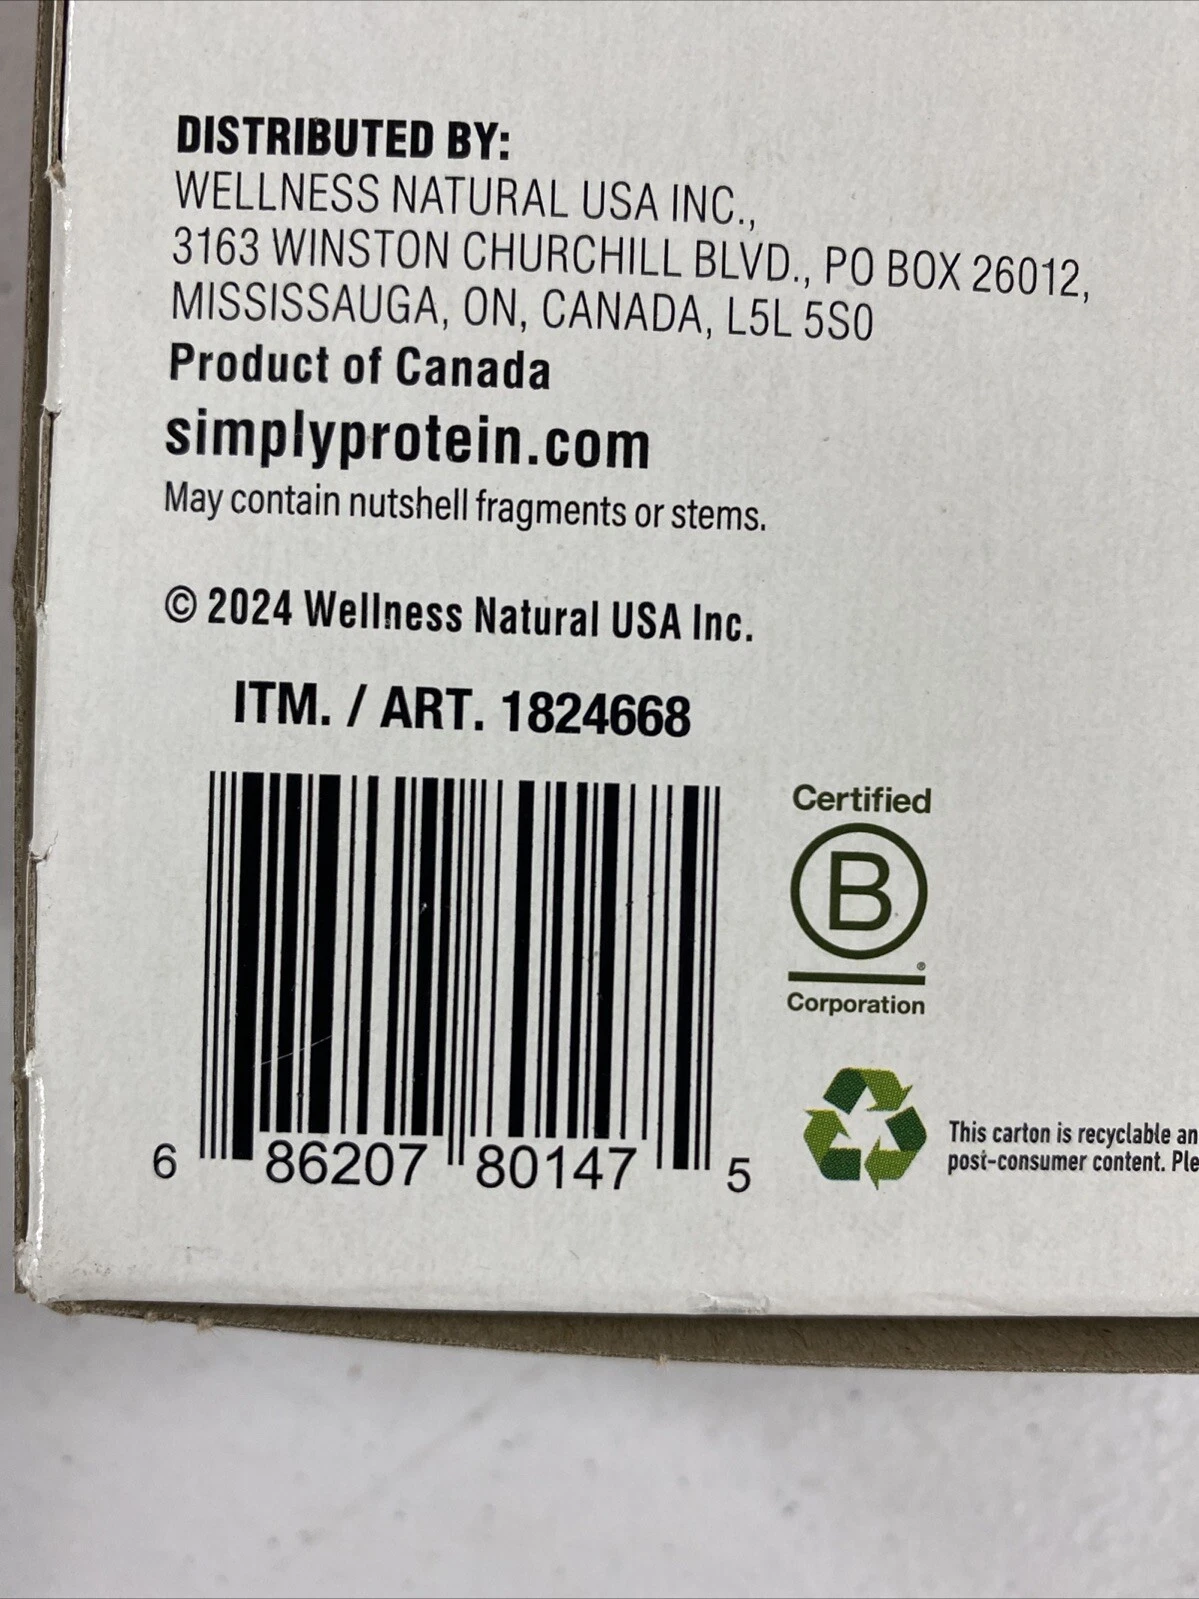 DISTRIBUTED BY:
WELLNESS NATURAL USA INC.,
3163 WINSTON CHURCHILL BLVD., PO BOX 26012,
MISSISSAUGA, ON, CANADA, L5L 5S0
Product of Canada
simplyprotein.com
May contain nutshell fragments or stems.
© 2024 Wellness Natural USA Inc.
ITM. / ART. 1824668
6 86207 80147 5
Certified
B
®
Corporation
This carton is recyclable an
post-consumer content. Ple